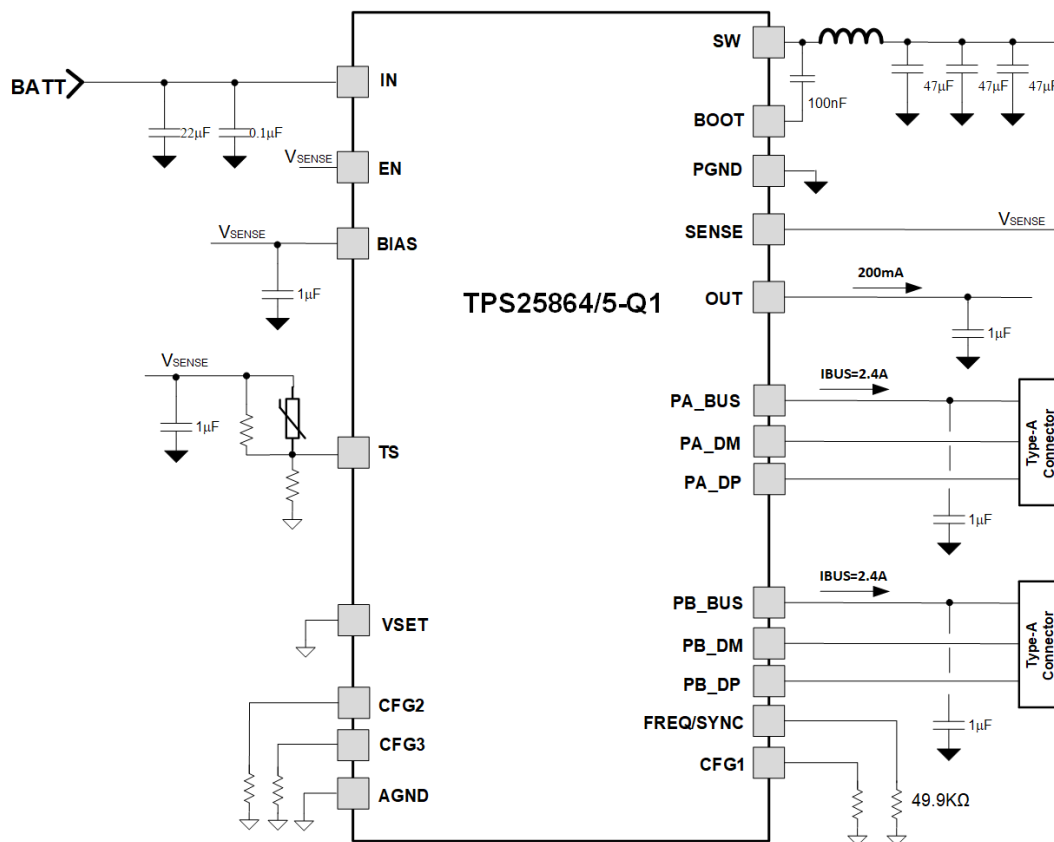 BATT
IN
22µF
0.1µF
VSENSE
EN
VSENSE
BIAS
1µF
VSENSE
1µF
TS
VSET
CFG2
CFG3
AGND
TPS25864/5-Q1
SW
100nF
47µF
47µF
47µF
BOOT
PGND
SENSE
VSENSE
OUT
200mA
1µF
PA_BUS
IBUS=2.4A
PA_DM
PA_DP
1µF
Type-A
Connector
PB_BUS
IBUS=2.4A
PB_DM
PB_DP
1µF
Type-A
Connector
FREQ/SYNC
CFG1
49.9KΩ